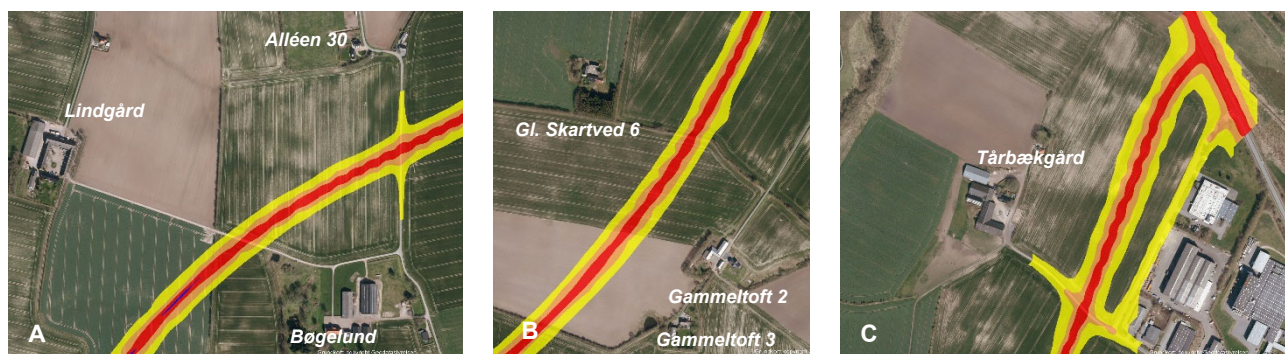 Alléen 30
Lindgård
Bøgelund
A
Gl. Skartved 6
Gammeltoft 2
Gammeltoft 3
B
Tårbækgård
C